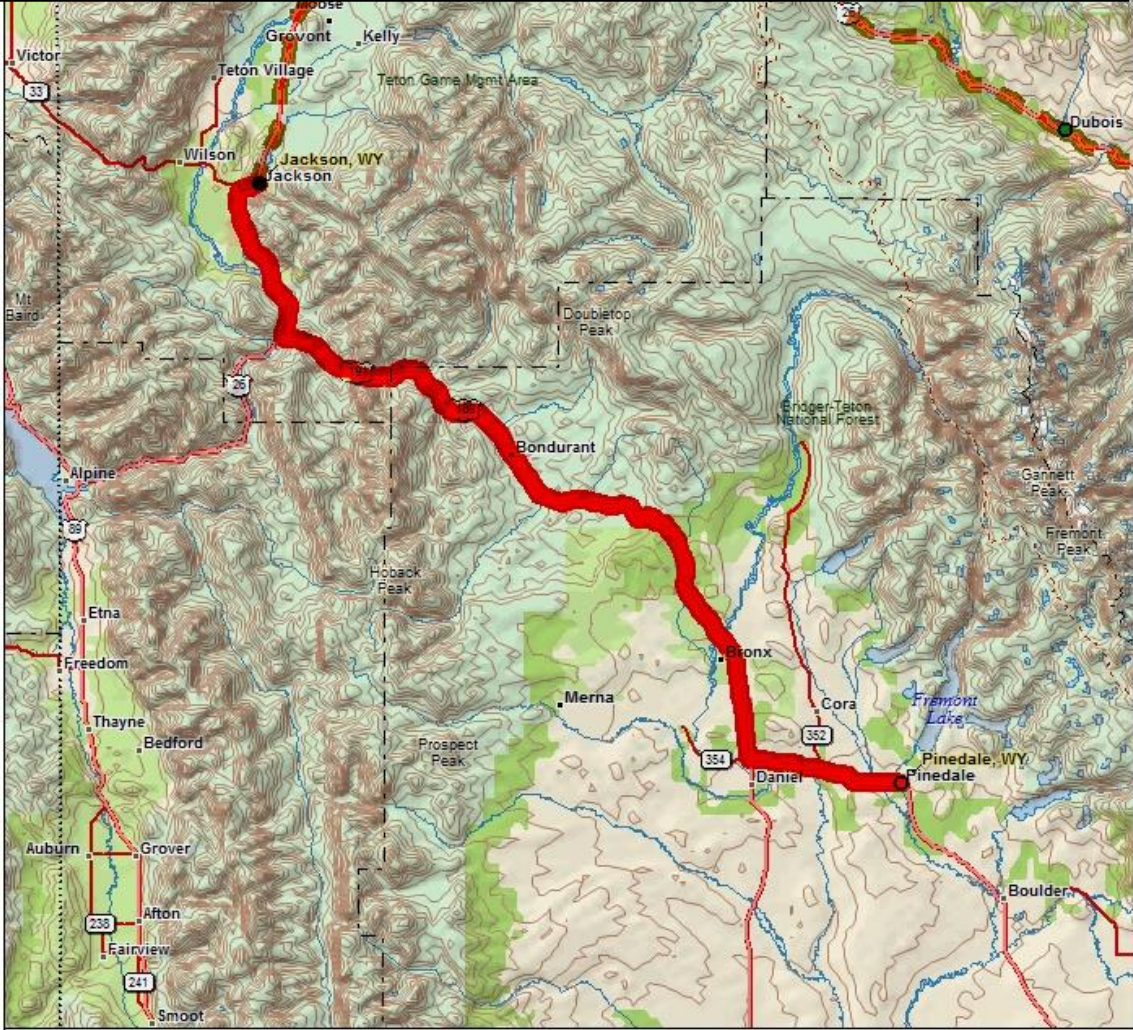 Moose
26
Grovont
Kelly
Victor
Teton Village
Teton Game Mgmt Area
33
Dubois
Wilson
Jackson, WY
Jackson
Mt
Baird
Doubletop
Peak
26
189
Bridger-Teton
National Forest
Bondurant
Alpine
Gannett
Peak
89
Fremont
Peak
Hoback
Peak
Etna
Bronx
Freedom
Merna
Cora
Fremont
Lake
Thayne
352
Bedford
Prospect
Peak
354
Pinedale, WY
Daniel
Pinedale
Auburn
Grover
Boulder
238
Afton
Fairview
241
Smoot